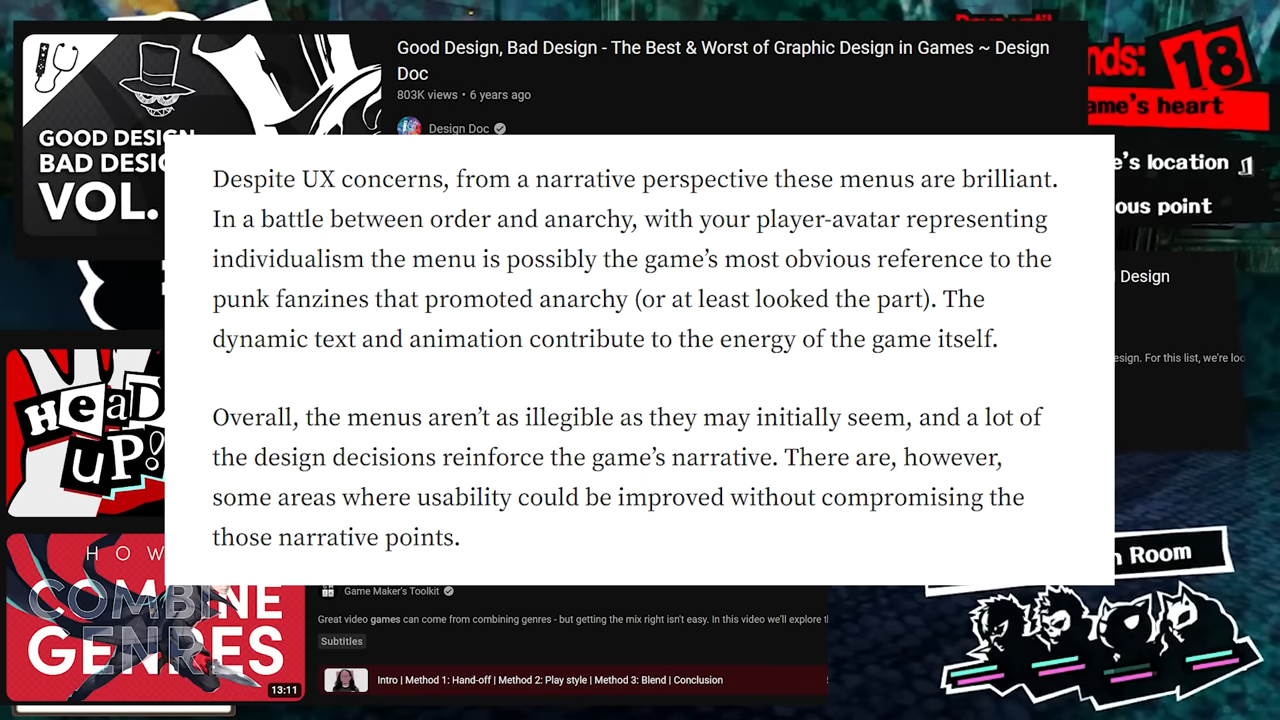 Good Design, Bad Design - The Best & Worst of Graphic Design in Games ~ Design
Doc
803K views • 6 years ago
Design Doc
GOOD DESIGN
BAD DESIG
VOL.
Days until
nds: 18
ame's heart
e's location
ous point
Despite UX concerns, from a narrative perspective these menus are brilliant.
In a battle between order and anarchy, with your player-avatar representing
individualism the menu is possibly the game's most obvious reference to the
punk fanzines that promoted anarchy (or at least looked the part). The
dynamic text and animation contribute to the energy of the game itself.
Overall, the menus aren't as illegible as they may initially seem, and a lot of
the design decisions reinforce the game's narrative. There are, however,
some areas where usability could be improved without compromising the
those narrative points.
Design
esign. For this list, we're loo
HeaD
uP!
n Room
HOW
COMBINE
GENRES
13:11
Game Maker's Toolkit
Great video games can come from combining genres - but getting the mix right isn't easy. In this video we'll explore
Subtitles
Intro | Method 1: Hand-off | Method 2: Play style | Method 3: Blend | Conclusion